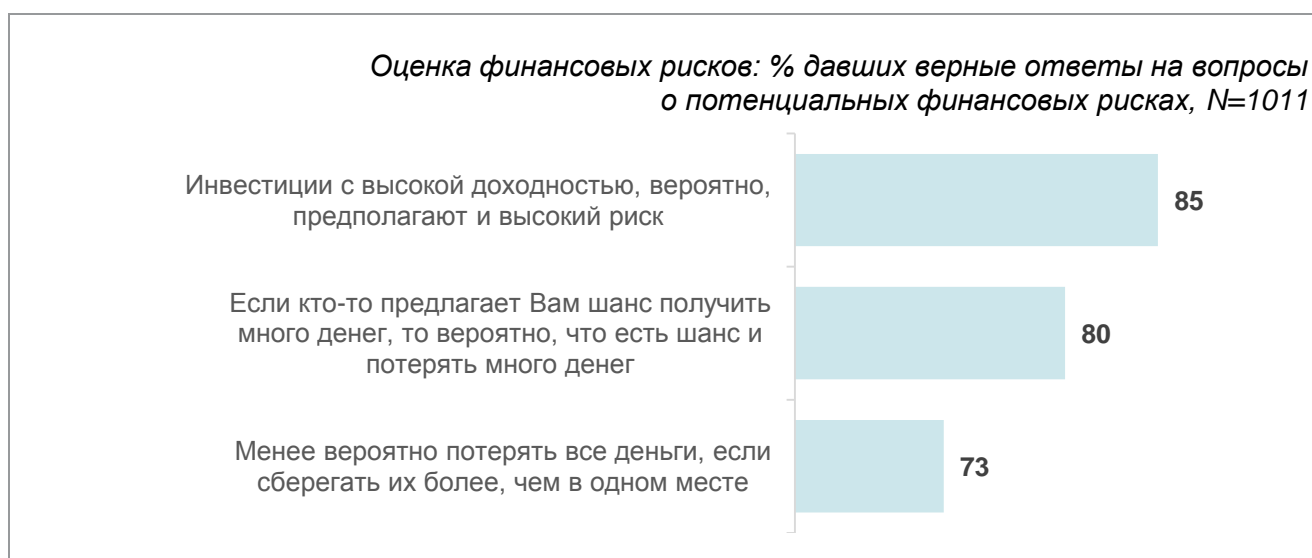 Оценка финансовых рисков: % давших верные ответы на вопросы
о потенциальных финансовых рисках, N=1011
Инвестиции с высокой доходностью, вероятно,
предполагают и высокий риск
85
Если кто-то предлагает Вам шанс получить
много денег, то вероятно, что есть шанс и
потерять много денег
80
Менее вероятно потерять все деньги, если
сберегать их более, чем в одном месте
73